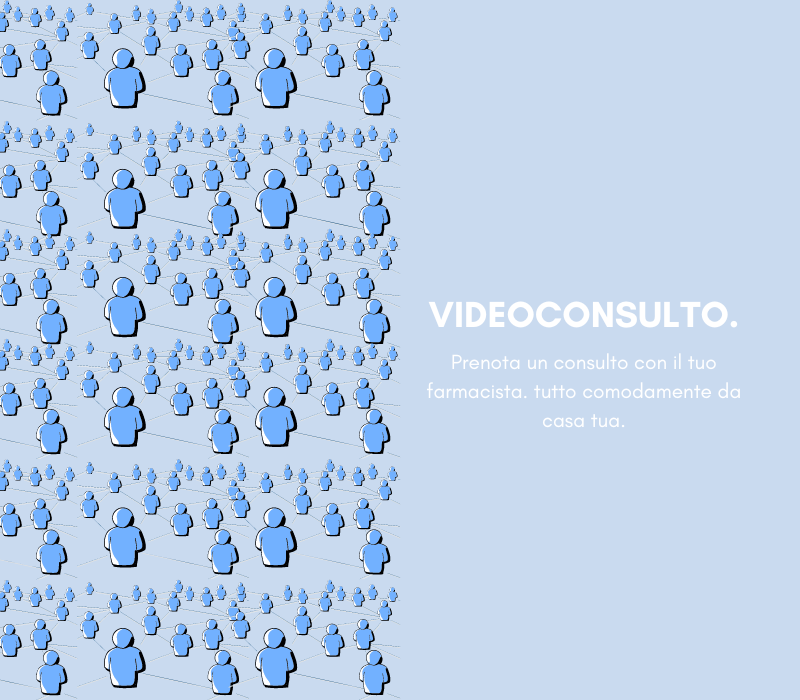 VIDEOCONSULTO.
Prenota un consulto con il tuo
farmacista. tutto comodamente da
casa tua.